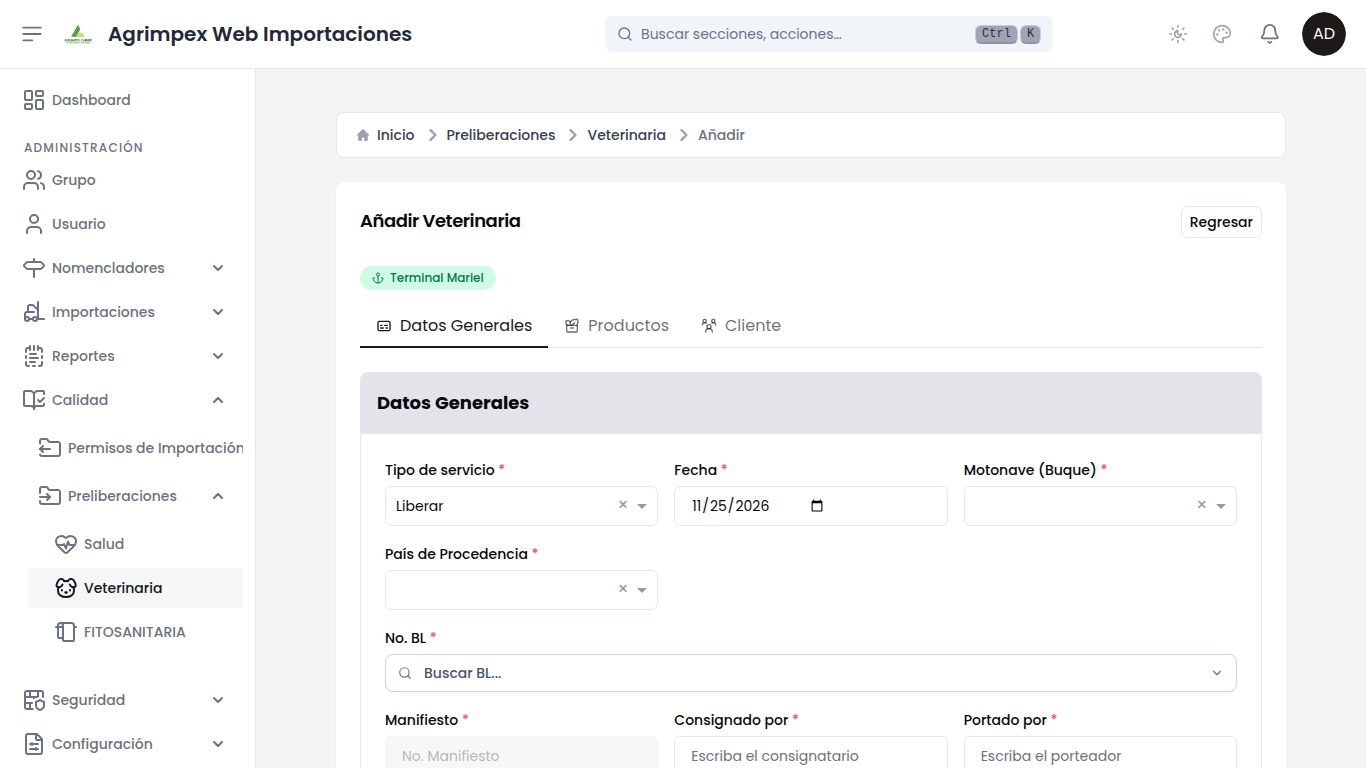 Agrimpex Web Importaciones
Buscar secciones, acciones...
Ctrl K
AD
Dashboard
ADMINISTRACIÓN
Grupo
Usuario
Nomencladores
Importaciones
Reportes
Calidad
Permisos de Importación
Preliberaciones
Salud
Veterinaria
FITOSANITARIA
Seguridad
Configuración
Inicio > Preliberaciones > Veterinaria > Añadir
Añadir Veterinaria
Regresar
Terminal Mariel
Datos Generales Productos Cliente
Datos Generales
Tipo de servicio * Fecha * Motonave (Buque) *
Liberar × 11/25/2026 ×
País de Procedencia *
×
No. BL *
Buscar BL...
Manifiesto * Consignado por * Portado por *
No. Manifiesto Escriba el consignatario Escriba el porteador